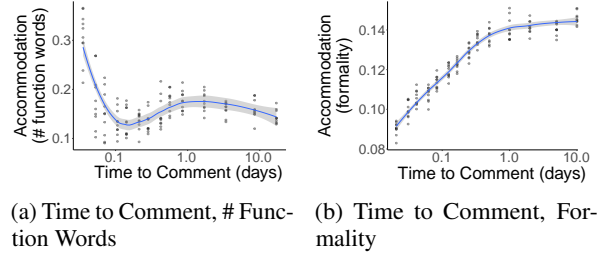 Accommodation
(# function words)
0.3
0.2
0.1
0.1 1.0 10.0
Time to Comment (days)
Accommodation
(formality)
0.14
0.12
0.10
0.08
0.1 1.0 10.0
Time to Comment (days)
(a) Time to Comment, # Func-
tion Words
(b) Time to Comment, For-
mality